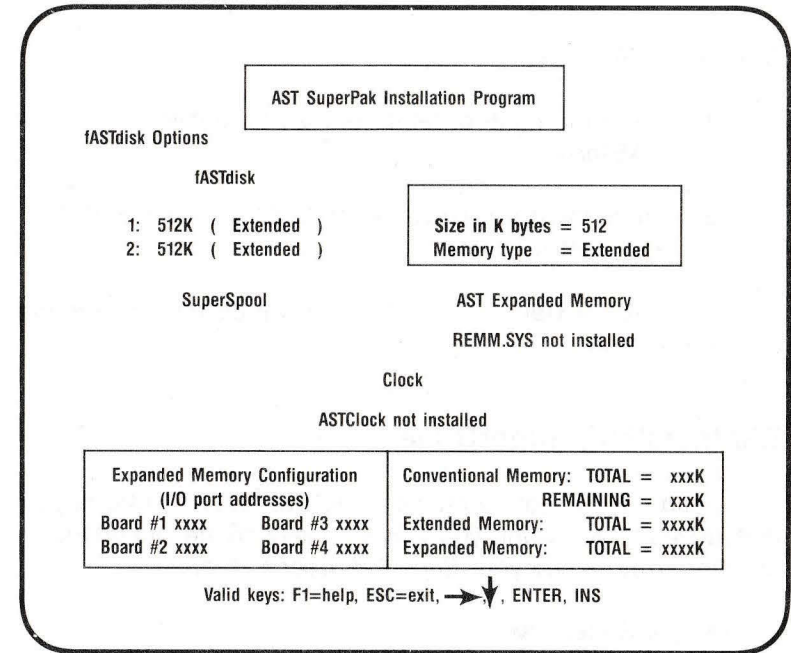 AST SuperPak Installation Program
fASTdisk Options
fASTdisk
1: 512K ( Extended )
2: 512K ( Extended )
Size in K bytes = 512
Memory type = Extended
SuperSpool
AST Expanded Memory
REMM.SYS not installed
Clock
ASTClock not installed
Expanded Memory Configuration
(I/O port addresses)
Board #1 xxxx Board #3 xxxx
Board #2 xxxx Board #4 xxxx
Conventional Memory: TOTAL = xxxK
REMAINING = xxxK
Extended Memory: TOTAL = xxxxK
Expanded Memory: TOTAL = xxxxK
Valid keys: F1=help, ESC=exit, →,↓, ENTER, INS